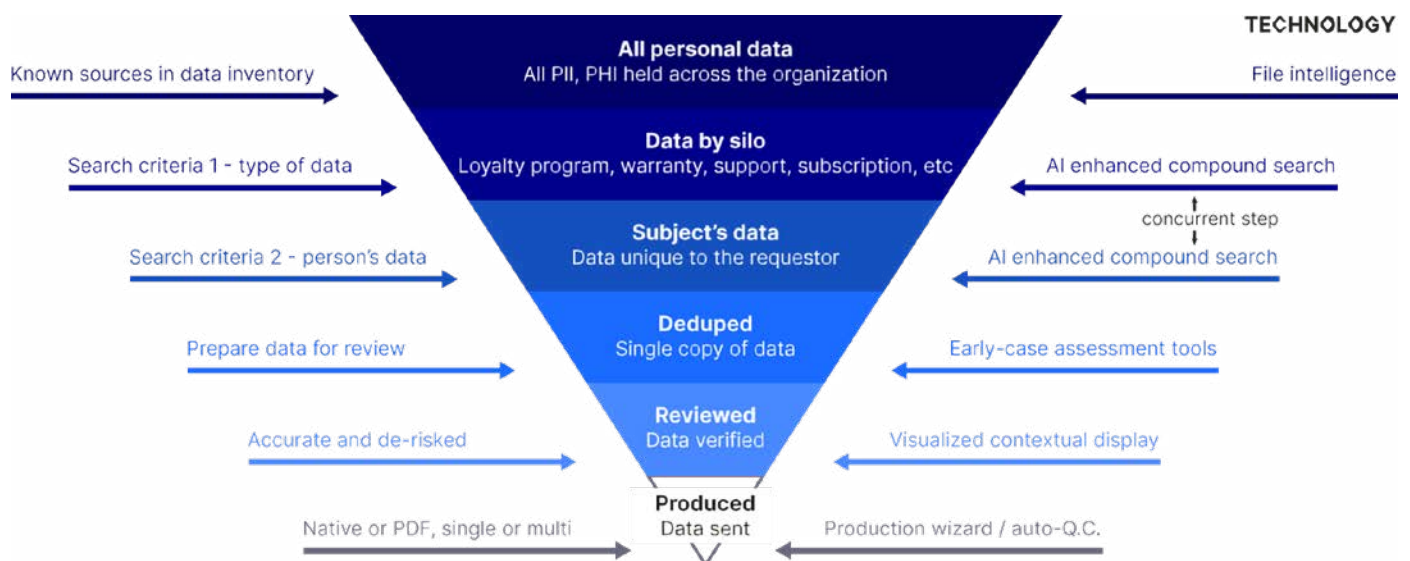 TECHNOLOGY
All personal data
All PII, PHI held across the organization
Known sources in data inventory
File intelligence
Data by silo
Loyalty program, warranty, support, subscription, etc
Search criteria 1 - type of data
AI enhanced compound search
concurrent step
Subject's data
Data unique to the requestor
Search criteria 2 - person's data
AI enhanced compound search
Deduped
Single copy of data
Prepare data for review
Early-case assessment tools
Reviewed
Data verified
Accurate and de-risked
Visualized contextual display
Produced
Data sent
Native or PDF, single or multi
Production wizard / auto-Q.C.